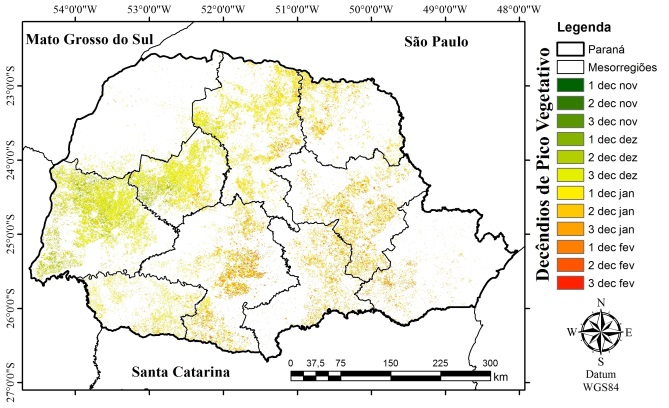 54°0'0"S 53°0'0"S 52°0'0"S 51°0'0"S 50°0'0"S 49°0'0"S 48°0'0"S
Mato Grosso do Sul
São Paulo
Santa Catarina
23°0'0"S
24°0'0"S
25°0'0"S
26°0'0"S
27°0'0"S
0 37,5 75 150 225 300
km
Legenda
Paraná
Mesorregiões
Decêndios de Pico Vegetativo
1 dec nov
2 dec nov
3 dec nov
1 dec dez
2 dec dez
3 dec dez
1 dec jan
2 dec jan
3 dec jan
1 dec fev
2 dec fev
3 dec fev
N
W E
S
Datum
WGS84